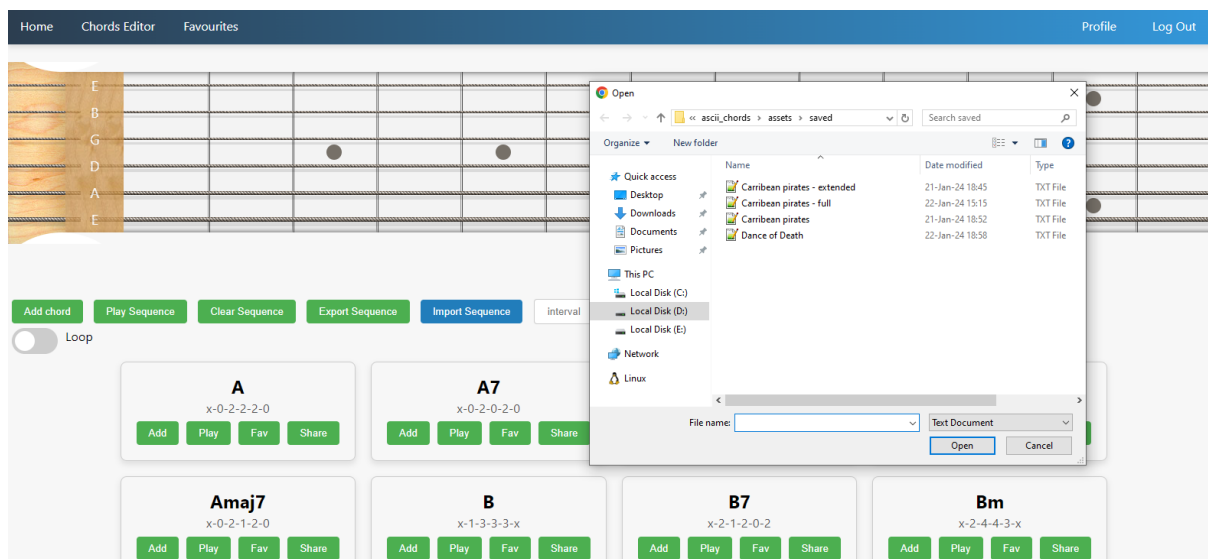 Home Chords Editor Favourites Profile Log Out
E
B
G
D
A
E
Open
« ascii_chords › assets › saved Search saved
Organize New folder
Name Date modified Type
Quick access
Desktop
Downloads
Documents
Pictures
This PC
Local Disk (C:)
Local Disk (D:)
Local Disk (E:)
Network
Linux
Carribean pirates - extended 21-Jan-24 18:45 TXT File
Carribean pirates - full 22-Jan-24 15:15 TXT File
Carribean pirates 21-Jan-24 18:52 TXT File
Dance of Death 22-Jan-24 18:58 TXT File
File name: Text Document
Open Cancel
Add chord Play Sequence Clear Sequence Export Sequence Import Sequence interval
Loop
A A7
x-0-2-2-2-0 x-0-2-0-2-0
Add Play Fav Share Add Play Fav Share
Amaj7 B B7 Bm
x-0-2-1-2-0 x-1-3-3-3-x x-2-1-2-0-2 x-2-4-4-3-x
Add Play Fav Share Add Play Fav Share Add Play Fav Share Add Play Fav Share